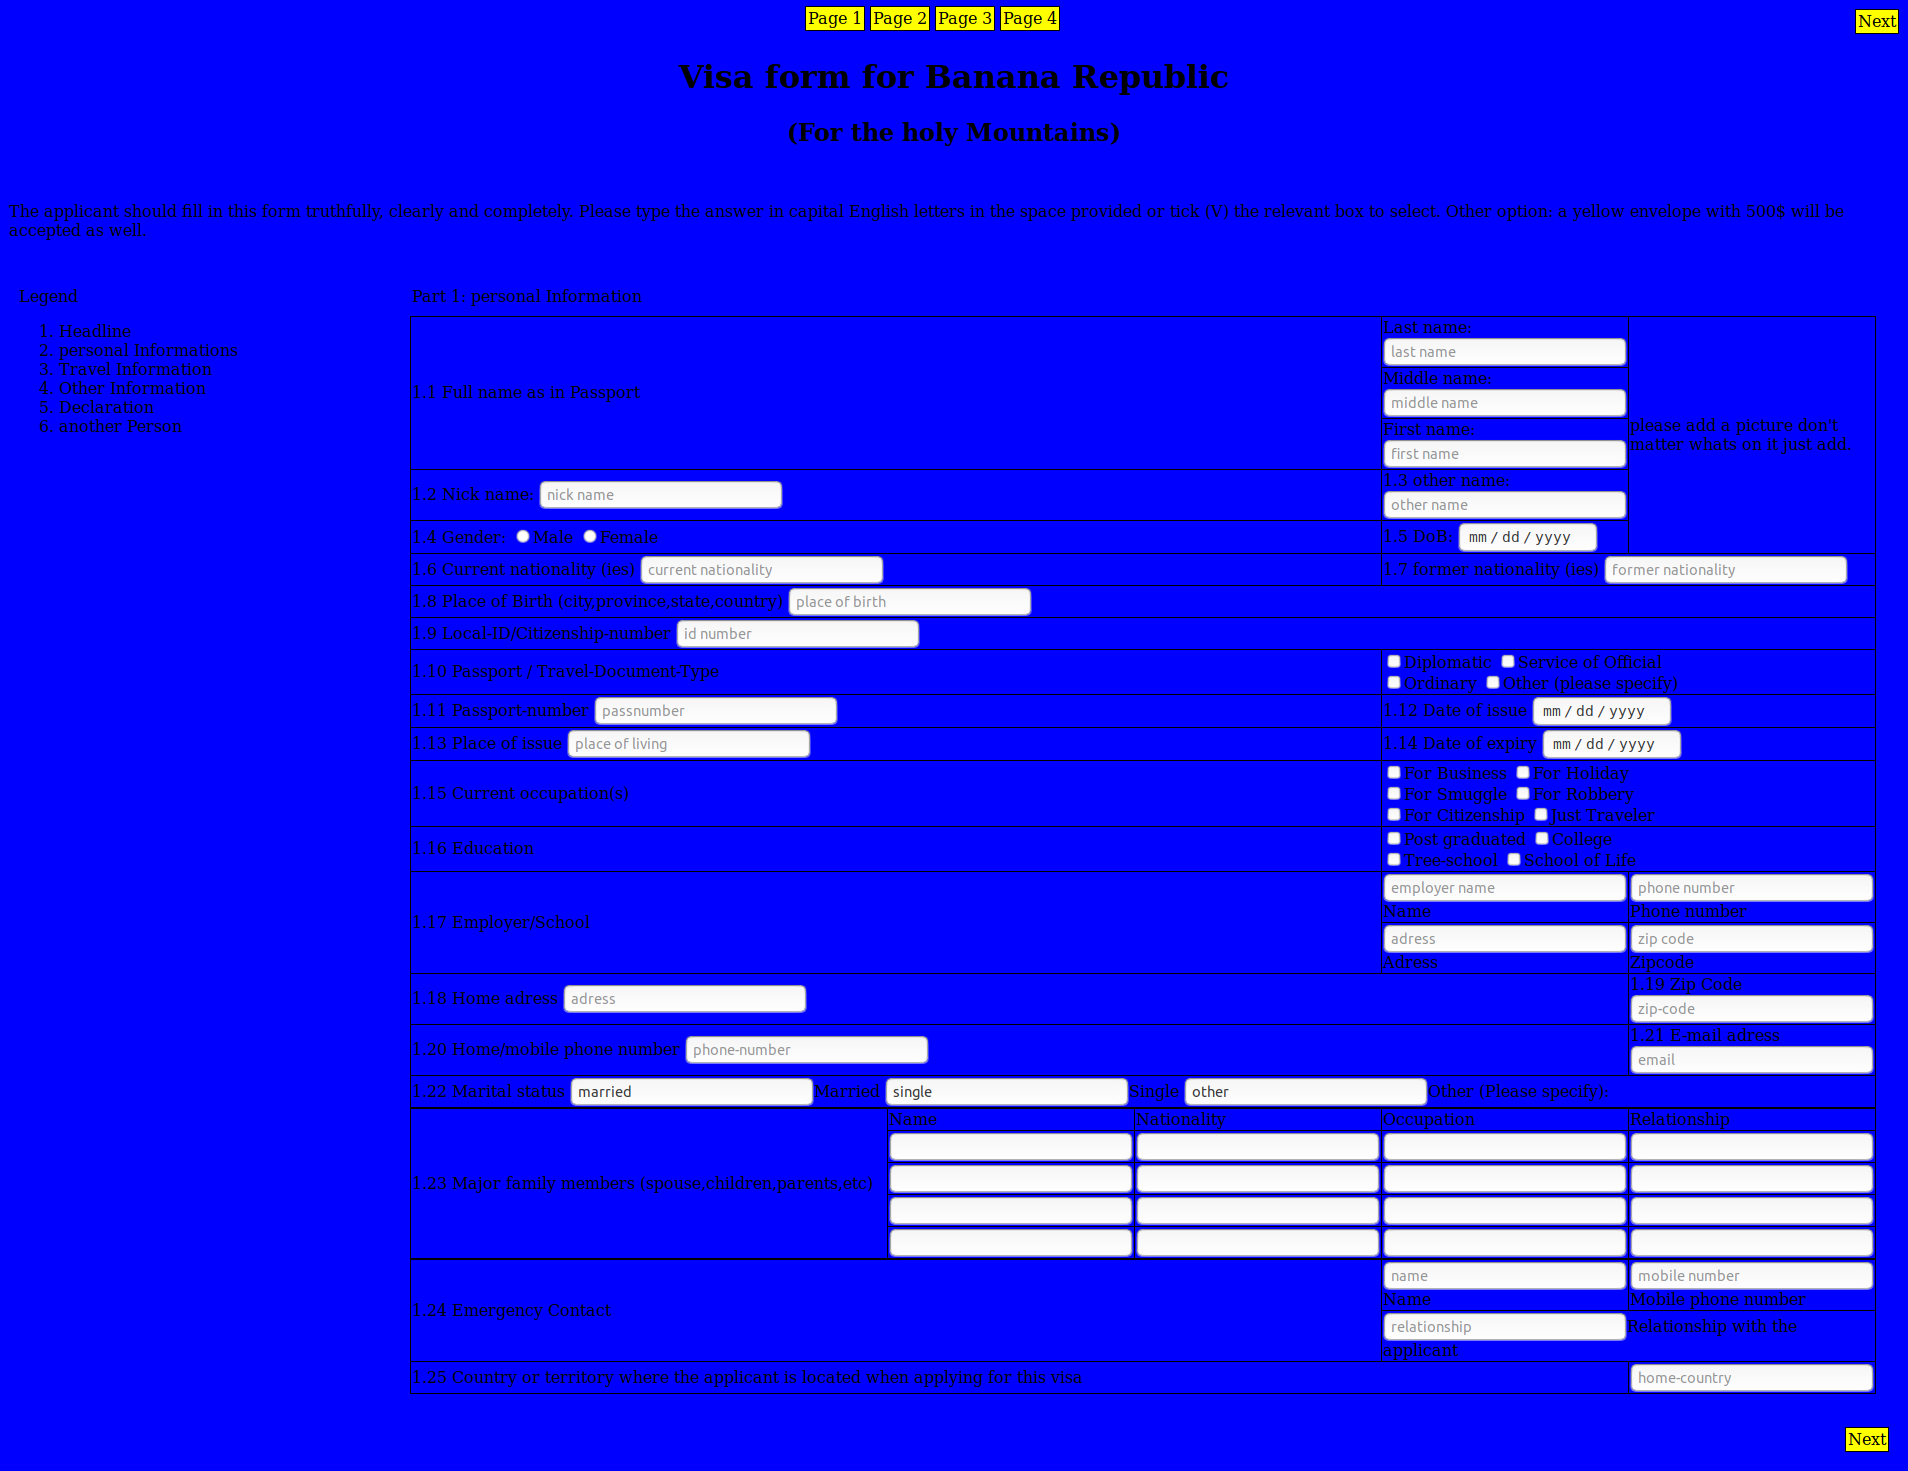 Page 1 Page 2 Page 3 Page 4
Next
Visa form for Banana Republic
(For the holy Mountains)
The applicant should fill in this form truthfully, clearly and completely. Please type the answer in capital English letters in the space provided or tick (V) the relevant box to select. Other option: a yellow envelope with 500$ will be
accepted as well.
Legend
1. Headline
2. personal Informations
3. Travel Information
4. Other Information
5. Declaration
6. another Person
Part 1: personal Information
1.1 Full name as in Passport
Last name:
last name
Middle name:
middle name
First name:
first name
please add a picture don't
matter whats on it just add.
1.2 Nick name: nick name
1.3 other name:
other name
1.4 Gender: Male Female
1.5 DoB: mm / dd / yyyy
1.6 Current nationality (ies) current nationality
1.7 former nationality (ies) former nationality
1.8 Place of Birth (city,province,state,country) place of birth
1.9 Local-ID/Citizenship-number id number
1.10 Passport / Travel-Document-Type
Diplomatic Service of Official
Ordinary Other (please specify)
1.11 Passport-number passnumber
1.12 Date of issue mm / dd / yyyy
1.13 Place of issue place of living
1.14 Date of expiry mm / dd / yyyy
1.15 Current occupation(s)
For Business For Holiday
For Smuggle For Robbery
For Citizenship Just Traveler
1.16 Education
Post graduated College
Tree-school School of Life
1.17 Employer/School
employer name phone number
Name Phone number
adress zip code
Adress Zipcode
1.18 Home adress adress
1.19 Zip Code
zip-code
1.20 Home/mobile phone number phone-number
1.21 E-mail adress
email
1.22 Marital status married Married single Single other Other (Please specify):
1.23 Major family members (spouse,children,parents,etc)
Name Nationality Occupation Relationship
1.24 Emergency Contact
name mobile number
Name Mobile phone number
relationship Relationship with the
applicant
1.25 Country or territory where the applicant is located when applying for this visa home-country
Next